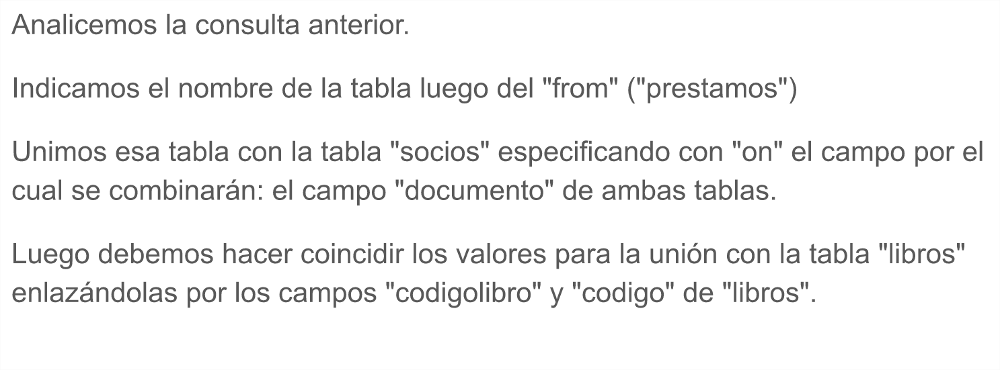 Analicemos la consulta anterior.
Indicamos el nombre de la tabla luego del "from" ("prestamos")
Unimos esa tabla con la tabla "socios" especificando con "on" el campo por el
cual se combinarán: el campo "documento" de ambas tablas.
Luego debemos hacer coincidir los valores para la unión con la tabla "libros"
enlazándolas por los campos "codigolibro" y "codigo" de "libros".